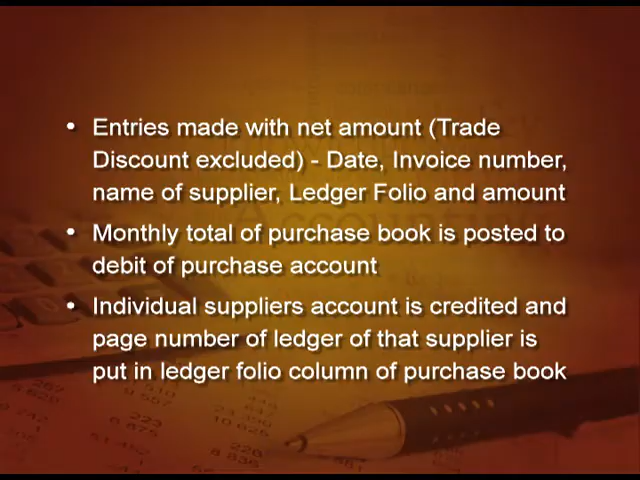 • Entries made with net amount (Trade
Discount excluded) - Date, Invoice number,
name of supplier, Ledger Folio and amount
• Monthly total of purchase book is posted to
debit of purchase account
• Individual suppliers account is credited and
page number of ledger of that supplier is
put in ledger folio column of purchase book